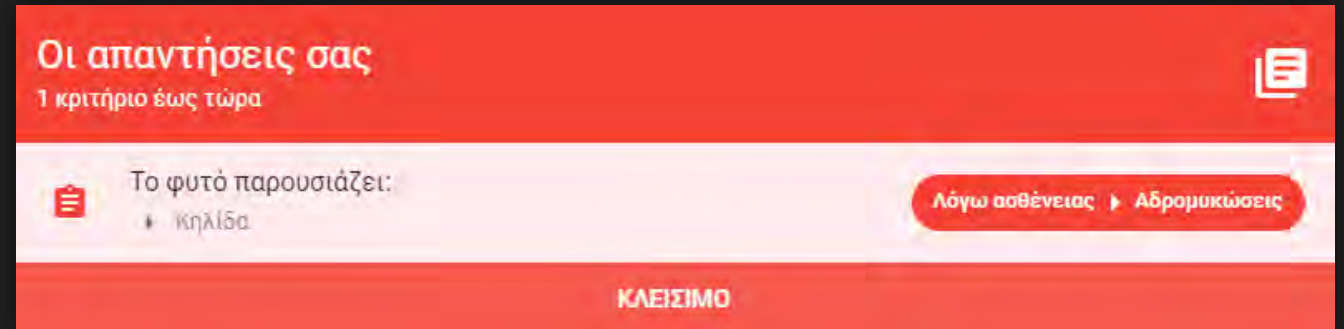 Οι απαντήσεις σας
1 κριτήριο έως τώρα
Το φυτό παρουσιάζει:
Κηλίδα
Λόγω ασθένειας ▸ Αδρομυκώσεις
ΚΛΕΙΣΙΜΟ